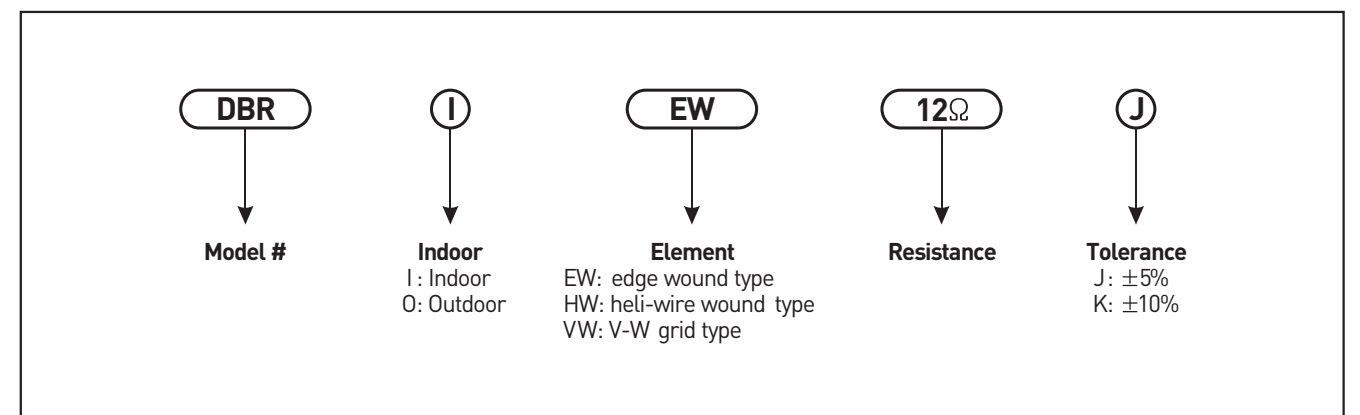 DBR I EW 12Ω J
Model # Indoor Element Resistance Tolerance
I : Indoor EW: edge wound type J: ±5%
O: Outdoor HW: heli-wire wound type K: ±10%
VW: V-W grid type